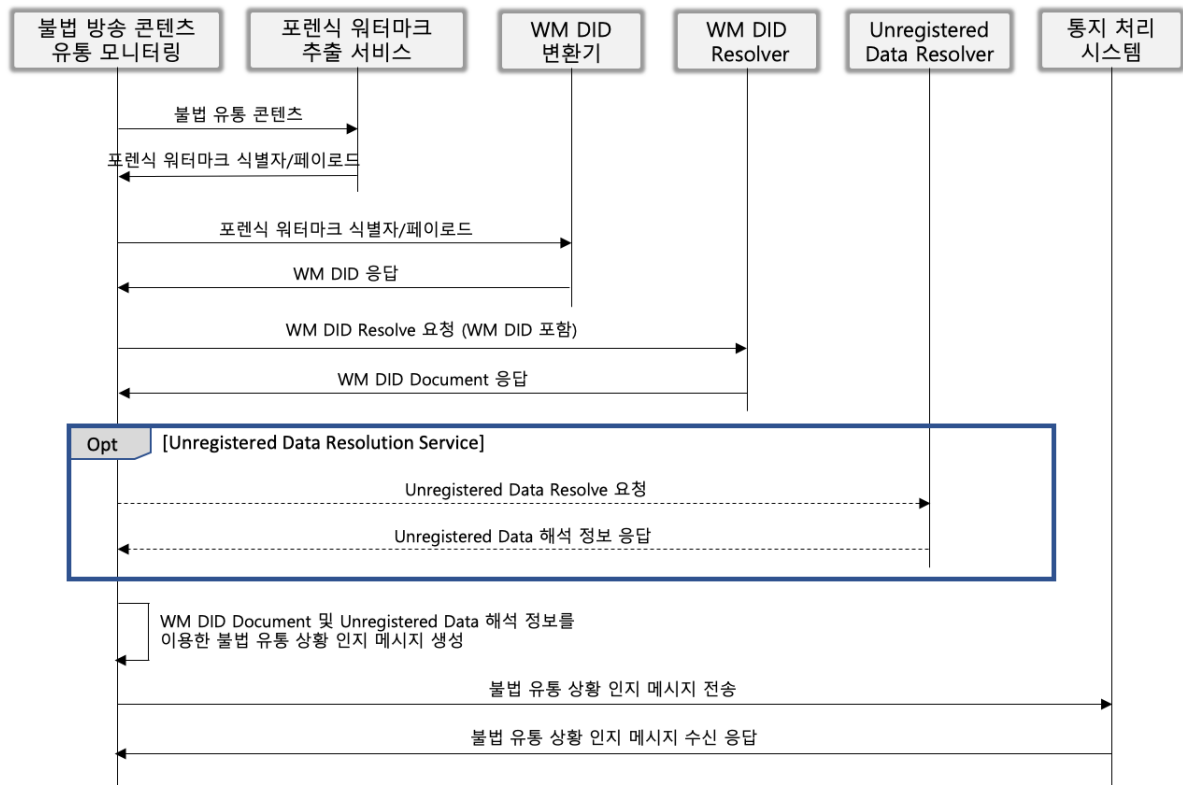 불법 방송 콘텐츠
유통 모니터링
포렌식 워터마크
추출 서비스
WM DID
변환기
WM DID
Resolver
Unregistered
Data Resolver
통지 처리
시스템
불법 유통 콘텐츠
포렌식 워터마크 식별자/페이로드
포렌식 워터마크 식별자/페이로드
WM DID 응답
WM DID Resolve 요청 (WM DID 포함)
WM DID Document 응답
Opt
[Unregistered Data Resolution Service]
Unregistered Data Resolve 요청
Unregistered Data 해석 정보 응답
WM DID Document 및 Unregistered Data 해석 정보를
이용한 불법 유통 상황 인지 메시지 생성
불법 유통 상황 인지 메시지 전송
불법 유통 상황 인지 메시지 수신 응답